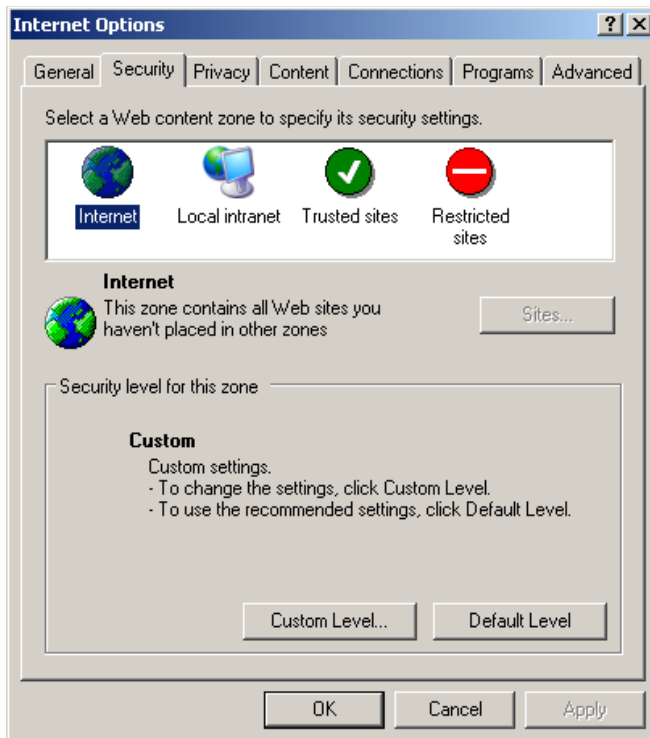 Internet Options
General Security Privacy Content Connections Programs Advanced
Select a Web content zone to specify its security settings.
Internet Local intranet Trusted sites Restricted
sites
Internet
This zone contains all Web sites you
haven't placed in other zones
Sites...
Security level for this zone
Custom
Custom settings.
- To change the settings, click Custom Level.
- To use the recommended settings, click Default Level.
Custom Level... Default Level
OK Cancel Apply